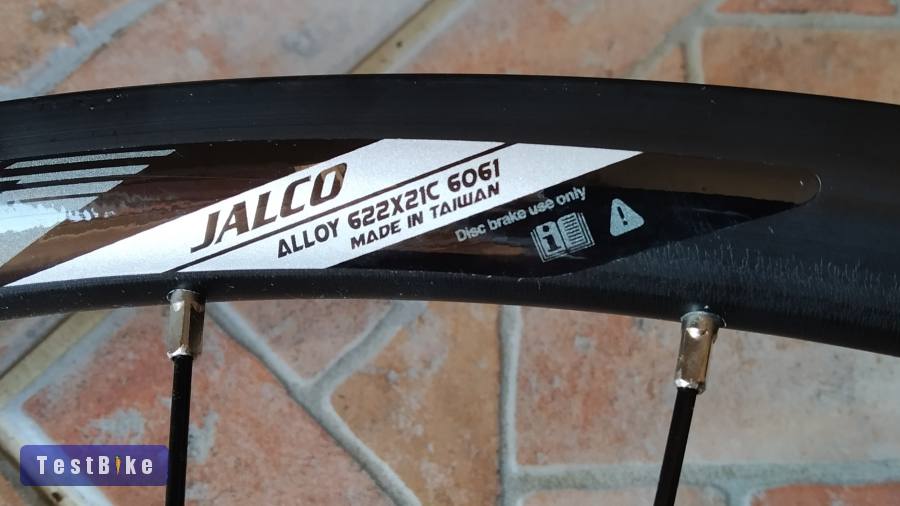 JALCO
ALLOY 622X21C 6061
MADE IN TAIWAN
Disc brake use only
i
TestBike